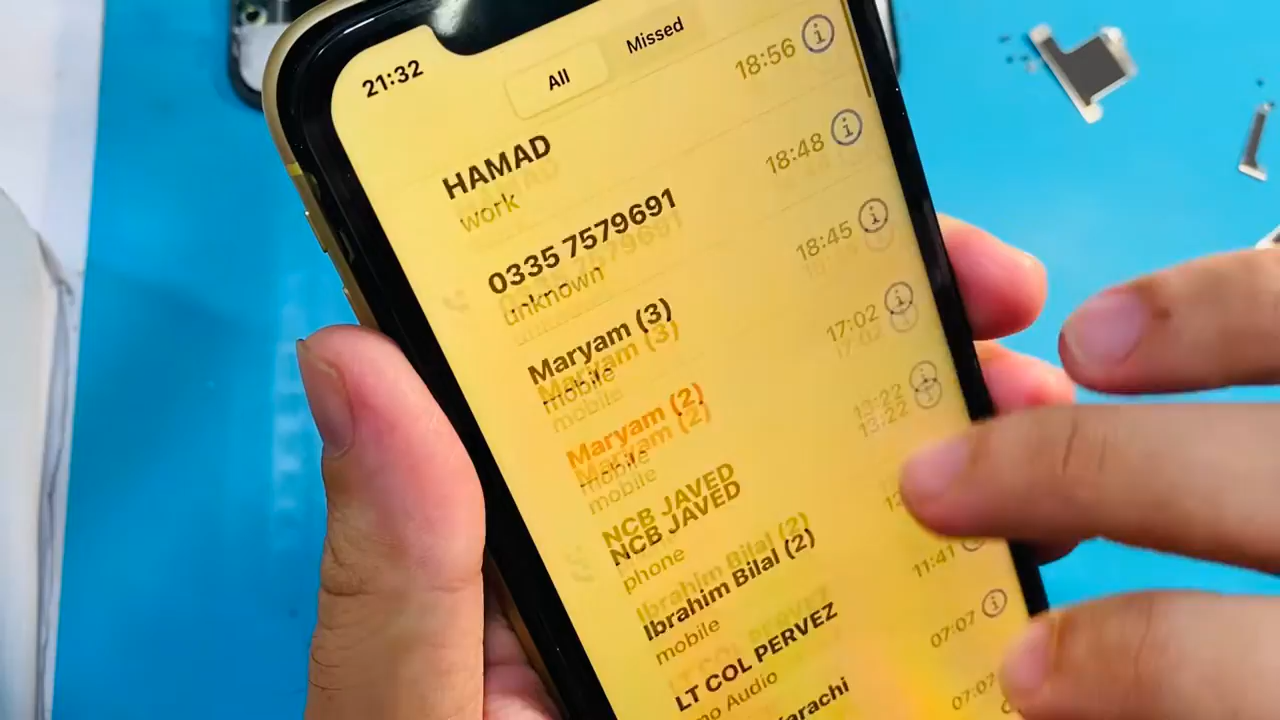 21:32
All
Missed
HAMAD
work
18:56
0335 7579691
unknown
18:48
Maryam (3)
mobile
18:45
Maryam (2)
mobile
17:02
NCB JAVED
phone
13:22
Ibrahim Bilal (2)
mobile
LT COL PERVEZ
Audio
11:41
07:07
07:07